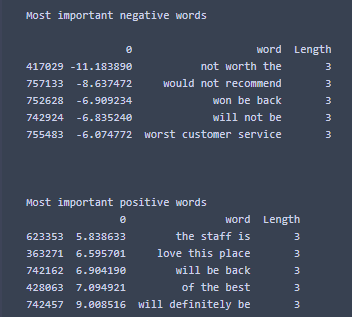 Most important negative words
0 word Length
417029 -11.183890 not worth the 3
757133 -8.637472 would not recommend 3
752628 -6.909234 won be back 3
742924 -6.835240 will not be 3
755483 -6.074772 worst customer service 3
Most important positive words
0 word Length
623353 5.838633 the staff is 3
363271 6.595701 love this place 3
742162 6.904190 will be back 3
428063 7.094921 of the best 3
742457 9.008516 will definitely be 3